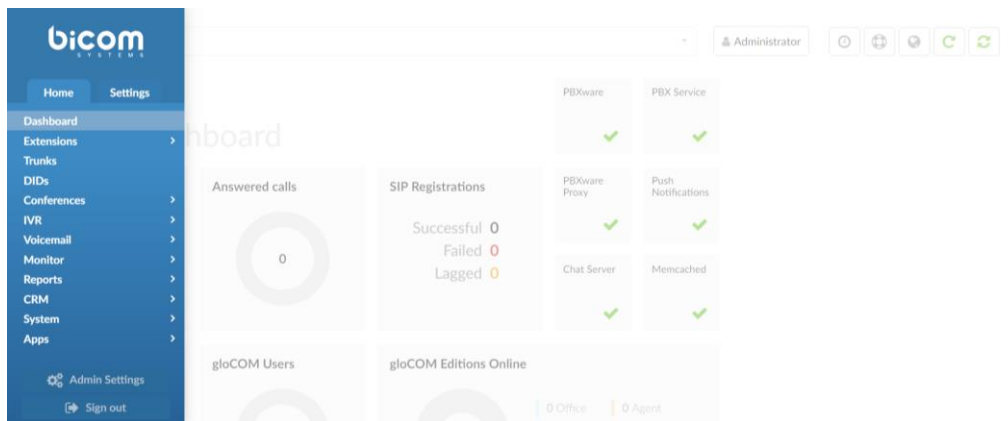 bicom
SYSTEMS
Home Settings
Dashboard
Extensions
Trunks
DIDs
Conferences
IVR
Voicemail
Monitor
Reports
CRM
System
Apps
Admin Settings
Sign out
Administrator
hboard
Answered calls
0
SIP Registrations
Successful 0
Failed 0
Lagged 0
PBXware
PBX Service
PBXware
Proxy
Push
Notifications
Chat Server
Memcached
gloCOM Users
gloCOM Editions Online
0 Office 0 Agent